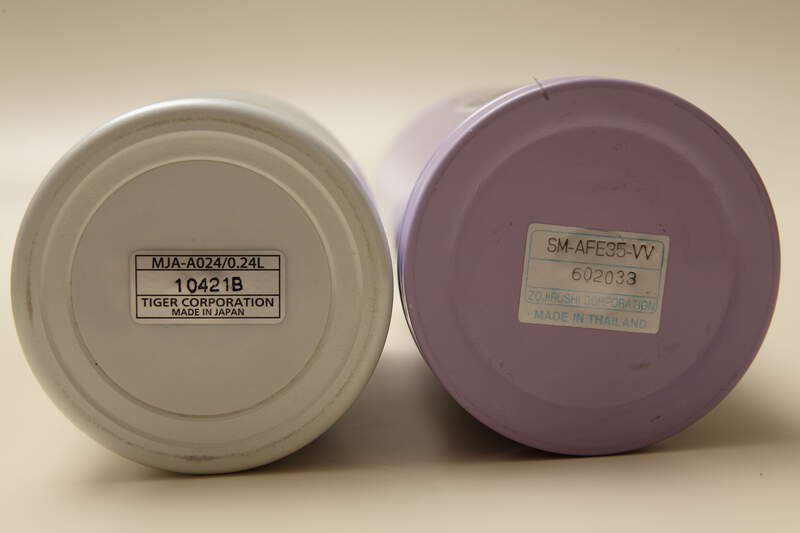 MJA-A024/0.24L
10421B
TIGER CORPORATION
MADE IN JAPAN
SM-AFE35-VV
602033
ZOJIRUSHI CORPORATION
MADE IN THAILAND